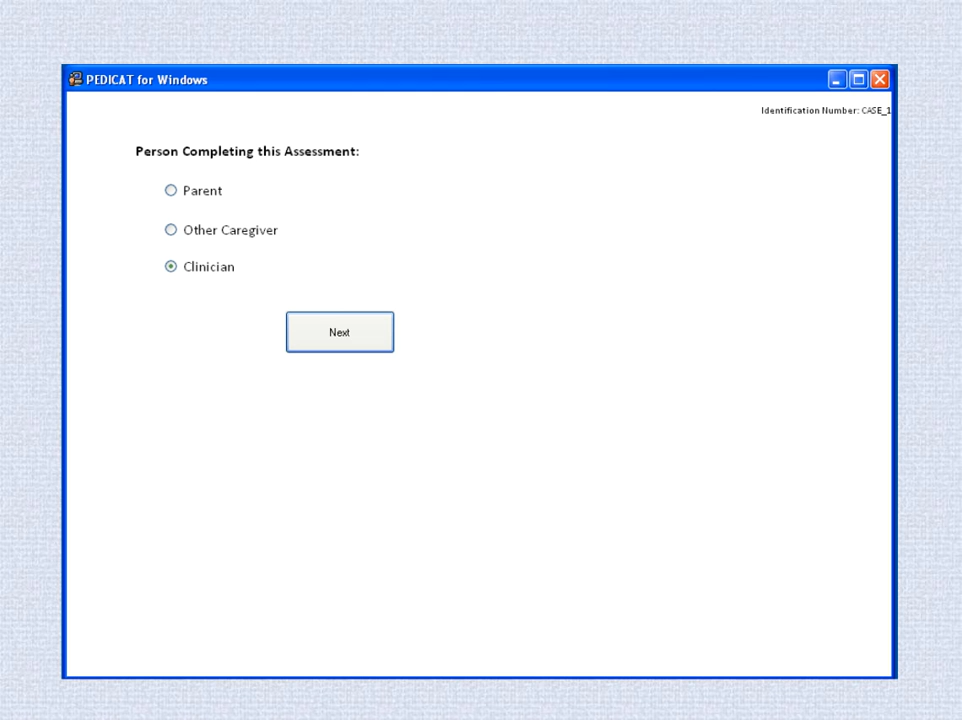 PEDICAT for Windows
Identification Number: CASE_1
Person Completing this Assessment:
Parent
Other Caregiver
Clinician
Next